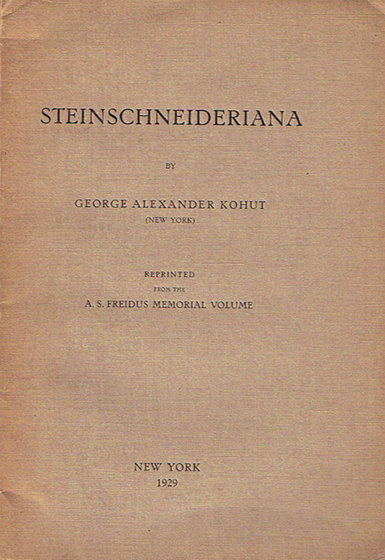 STEINSCHNEIDERIANA
BY
GEORGE ALEXANDER KOHUT
(NEW YORK)
REPRINTED
FROM THE
A. S. FREIDUS MEMORIAL VOLUME
NEW YORK
1929